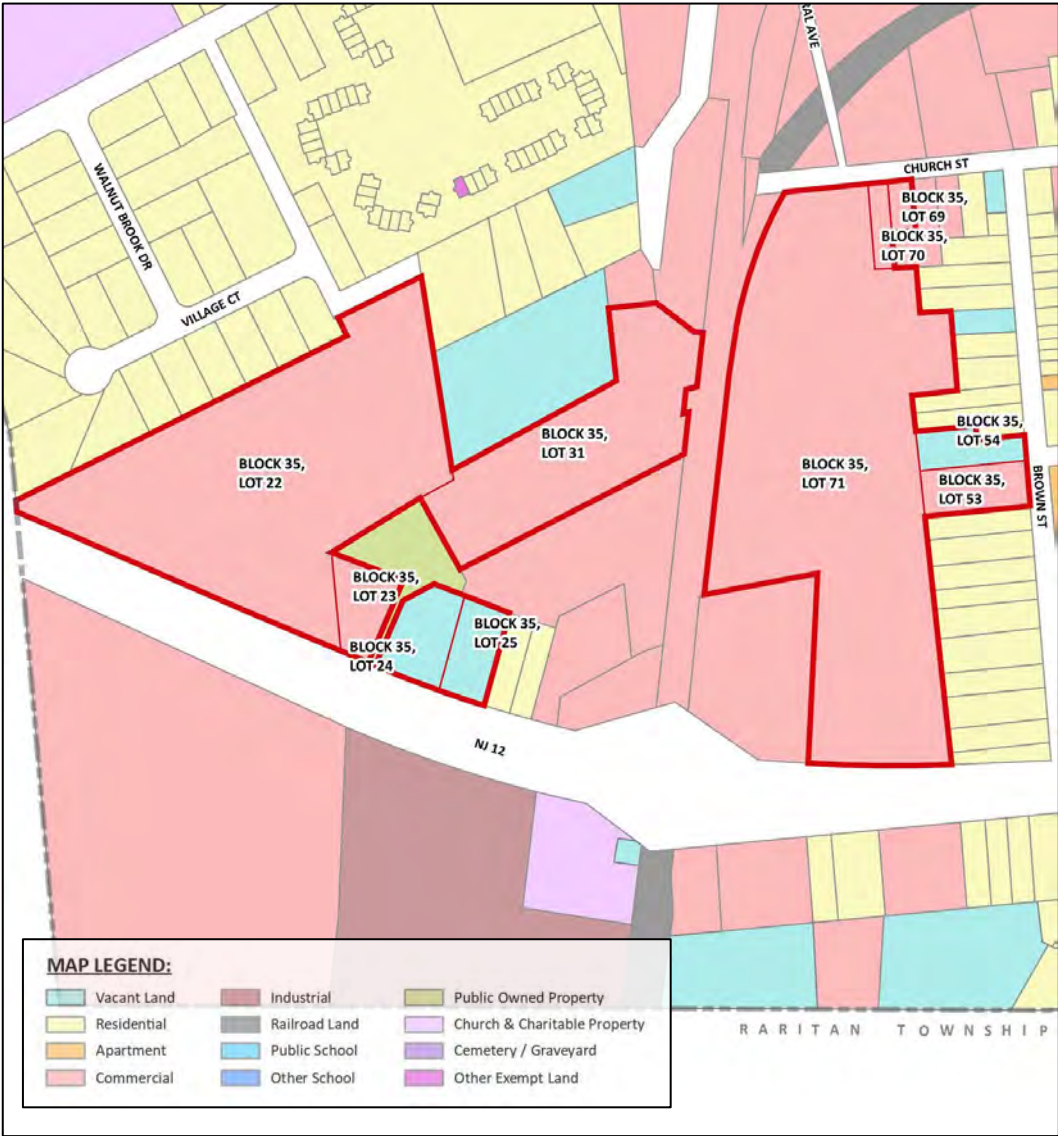 RAL AVE
CHURCH ST
WALNUT BROOK DR
VILLAGE CT
BLOCK 35,
LOT 69
BLOCK 35,
LOT 70
BLOCK 35,
LOT 31
BLOCK 35,
LOT 54
BLOCK 35,
LOT 22
BLOCK 35,
LOT 71
BLOCK 35,
LOT 53
BROWN ST
BLOCK 35,
LOT 23
BLOCK 35,
LOT 25
BLOCK 35,
LOT 24
NJ 12
MAP LEGEND:
Vacant Land
Residential
Apartment
Commercial
Industrial
Railroad Land
Public School
Other School
Public Owned Property
Church & Charitable Property
Cemetery / Graveyard
Other Exempt Land
RARITAN TOWNSHIP